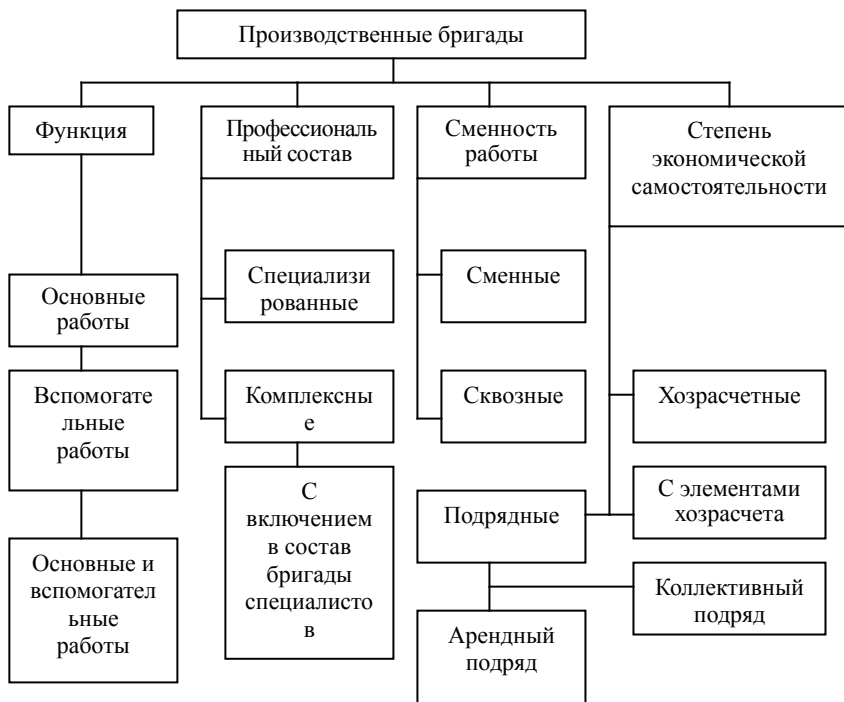 Производственные бригады
Функция
Профессиональ
ный состав
Сменность
работы
Степень
экономической
самостоятельности
Основные
работы
Специализи
рованные
Сменные
Вспомогате
льные
работы
Комплексны
е
Сквозные
Хозрасчетные
Основные и
вспомогател
ьные
работы
С
включением
в состав
бригады
специалисто
в
Подрядные
С элементами
хозрасчета
Арендный
подряд
Коллективный
подряд